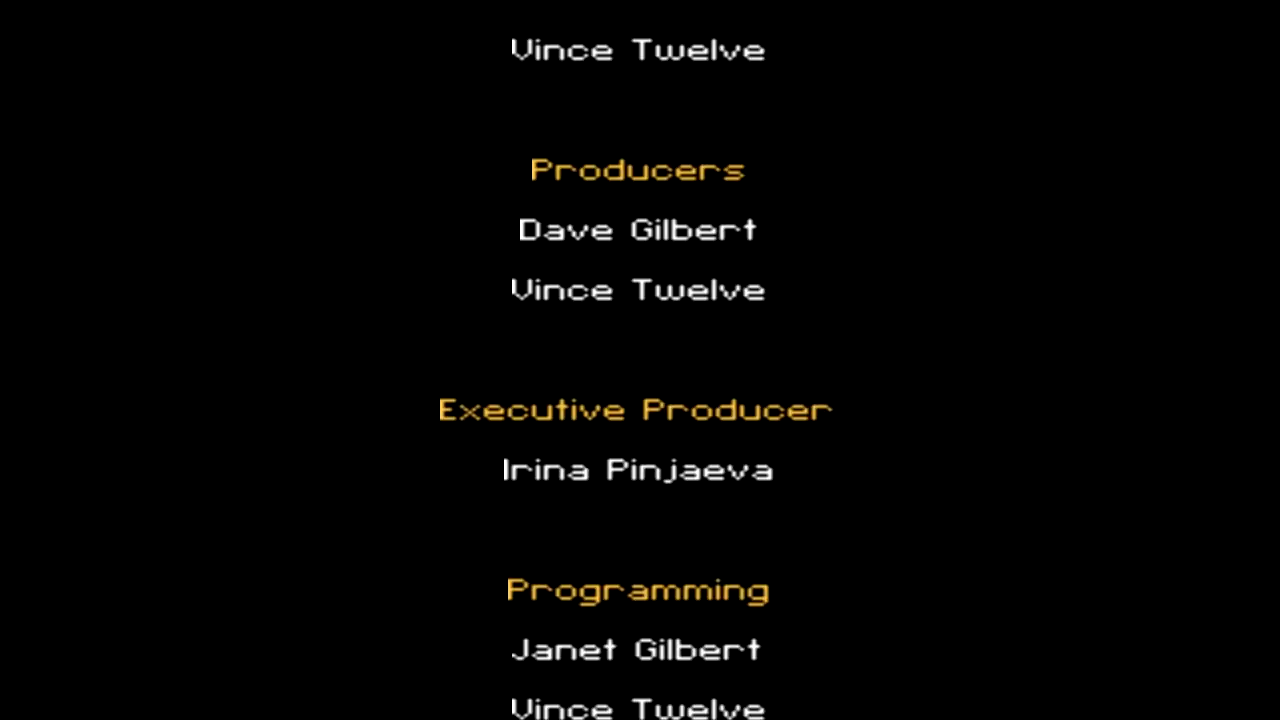 Vince Twelve
Producers
Dave Gilbert
Vince Twelve
Executive Producer
Irina Pinjaeva
Programming
Janet Gilbert
Vince Twelve